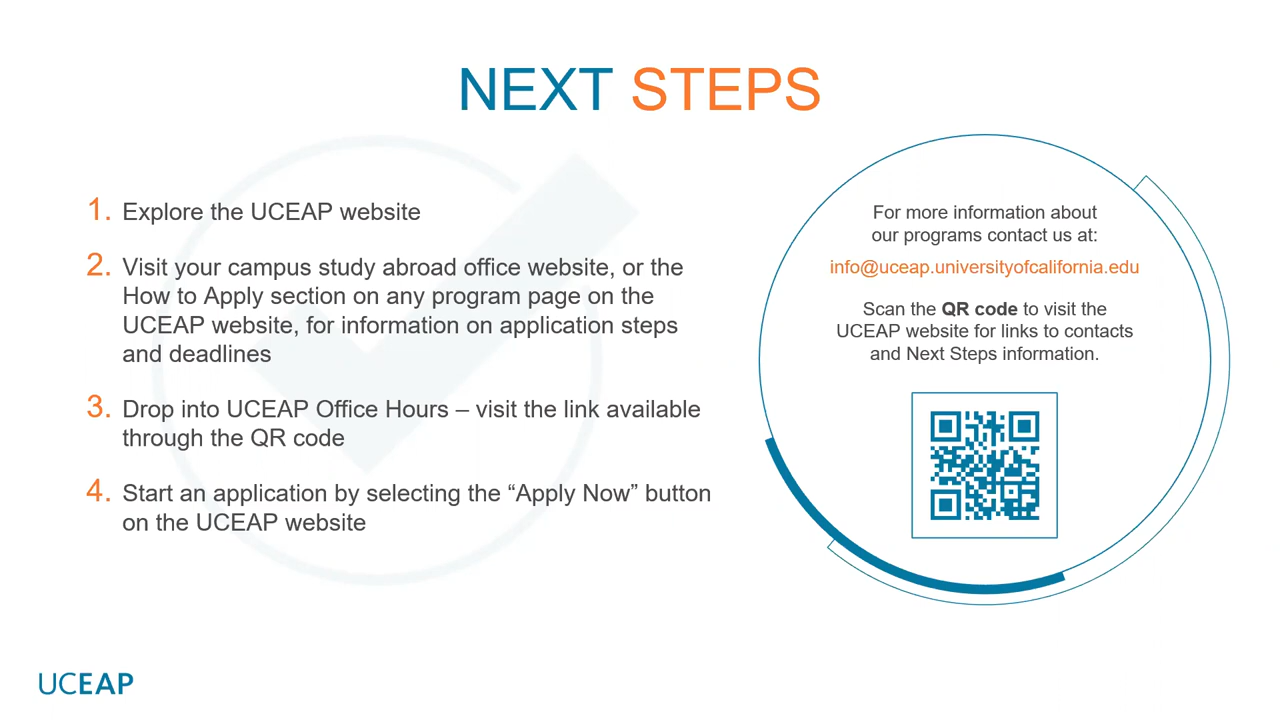 NEXT STEPS
1. Explore the UCEAP website
2. Visit your campus study abroad office website, or the
How to Apply section on any program page on the
UCEAP website, for information on application steps
and deadlines
3. Drop into UCEAP Office Hours – visit the link available
through the QR code
4. Start an application by selecting the “Apply Now” button
on the UCEAP website
For more information about
our programs contact us at:
info@uceap.universityofcalifornia.edu
Scan the QR code to visit the
UCEAP website for links to contacts
and Next Steps information.
UCEAP